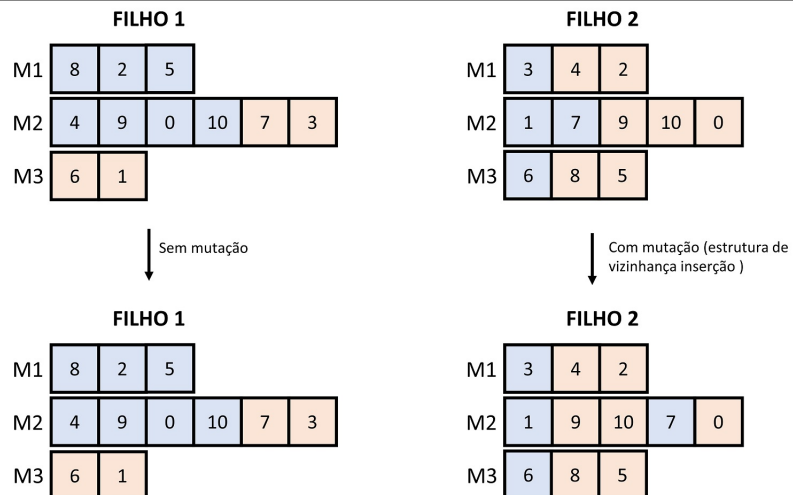 FILHO 1
M1 8 2 5
M2 4 9 0 10 7 3
M3 6 1
FILHO 2
M1 3 4 2
M2 1 7 9 10 0
M3 6 8 5
Sem mutação
Com mutação (estrutura de
vizinhança inserção )
FILHO 1
M1 8 2 5
M2 4 9 0 10 7 3
M3 6 1
FILHO 2
M1 3 4 2
M2 1 9 10 7 0
M3 6 8 5